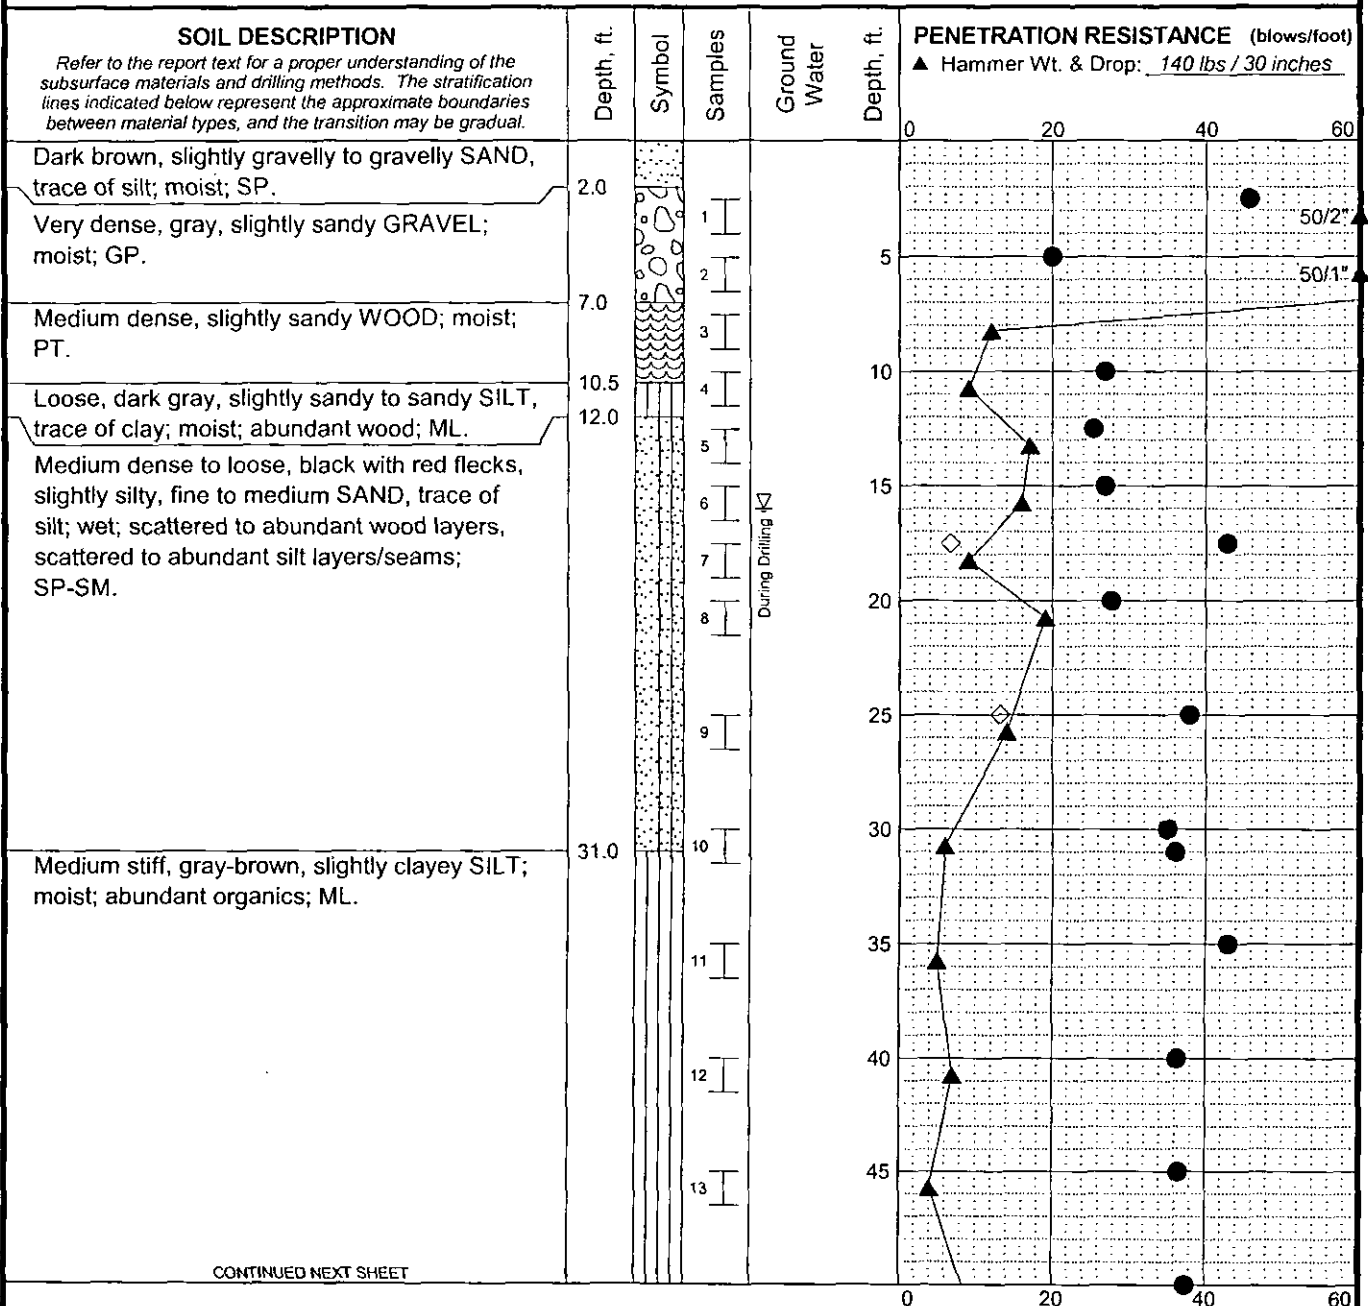 SOIL DESCRIPTION
Refer to the report text for a proper understanding of the
subsurface materials and drilling methods. The stratification
lines indicated below represent the approximate boundaries
between material types, and the transition may be gradual.
Depth, ft.
Symbol
Samples
Ground
Water
Depth, ft.
PENETRATION RESISTANCE (blows/foot)
▲ Hammer Wt. & Drop: 140 lbs / 30 inches
0 20 40 60
Dark brown, slightly gravelly to gravelly SAND,
trace of silt; moist; SP.
2.0
Very dense, gray, slightly sandy GRAVEL;
moist; GP.
7.0
Medium dense, slightly sandy WOOD; moist;
PT.
10.5
Loose, dark gray, slightly sandy to sandy SILT,
trace of clay; moist; abundant wood; ML.
12.0
Medium dense to loose, black with red flecks,
slightly silty, fine to medium SAND, trace of
silt; wet; scattered to abundant wood layers,
scattered to abundant silt layers/seams;
SP-SM.
31.0
Medium stiff, gray-brown, slightly clayey SILT;
moist; abundant organics; ML.
CONTINUED NEXT SHEET
1
2
3
4
5
6
7
8
9
10
11
12
13
During Drilling
5
10
15
20
25
30
35
40
45
50/2"
50/1"
0 20 40 60